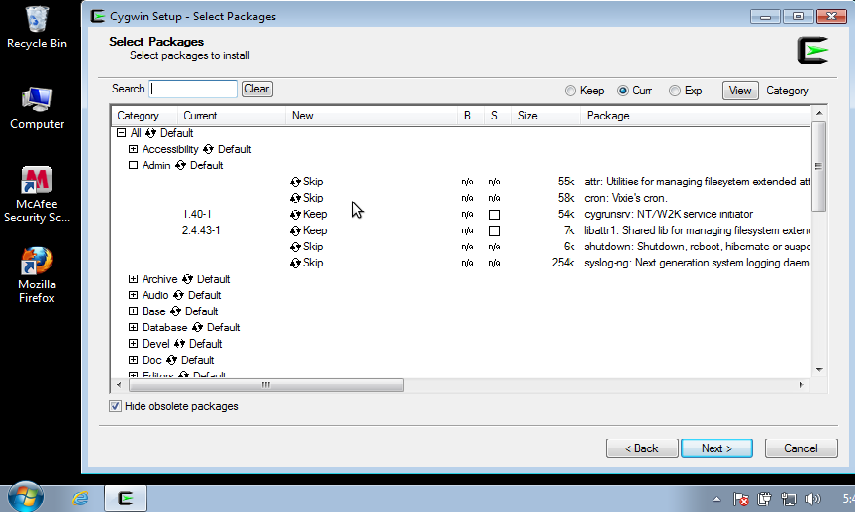 Recycle Bin
Computer
McAfee
Security Sc...
Mozilla
Firefox
Cygwin Setup - Select Packages
Select Packages
Select packages to install
Search Clear Keep Curr Exp View Category
Category Current New B S Size Package
All Default
Accessibility Default
Admin Default
Skip n/a n/a 55k attr: Utilities for managing filesystem extended att
Skip n/a n/a 58k cron: Vixie's cron.
1.40-1 Keep n/a 54k cygrunsrv: NT/W2K service initiator
2.4.43-1 Keep n/a 7k libattr1: Shared lib for managing filesystem exten
Skip n/a n/a 6k shutdown: Shutdown, reboot, hibernate or suspe
Skip n/a n/a 254k syslog-ng: Next generation system logging daem
Archive Default
Audio Default
Base Default
Database Default
Devel Default
Doc Default
Editors Default
Hide obsolete packages
< Back Next > Cancel
5:4